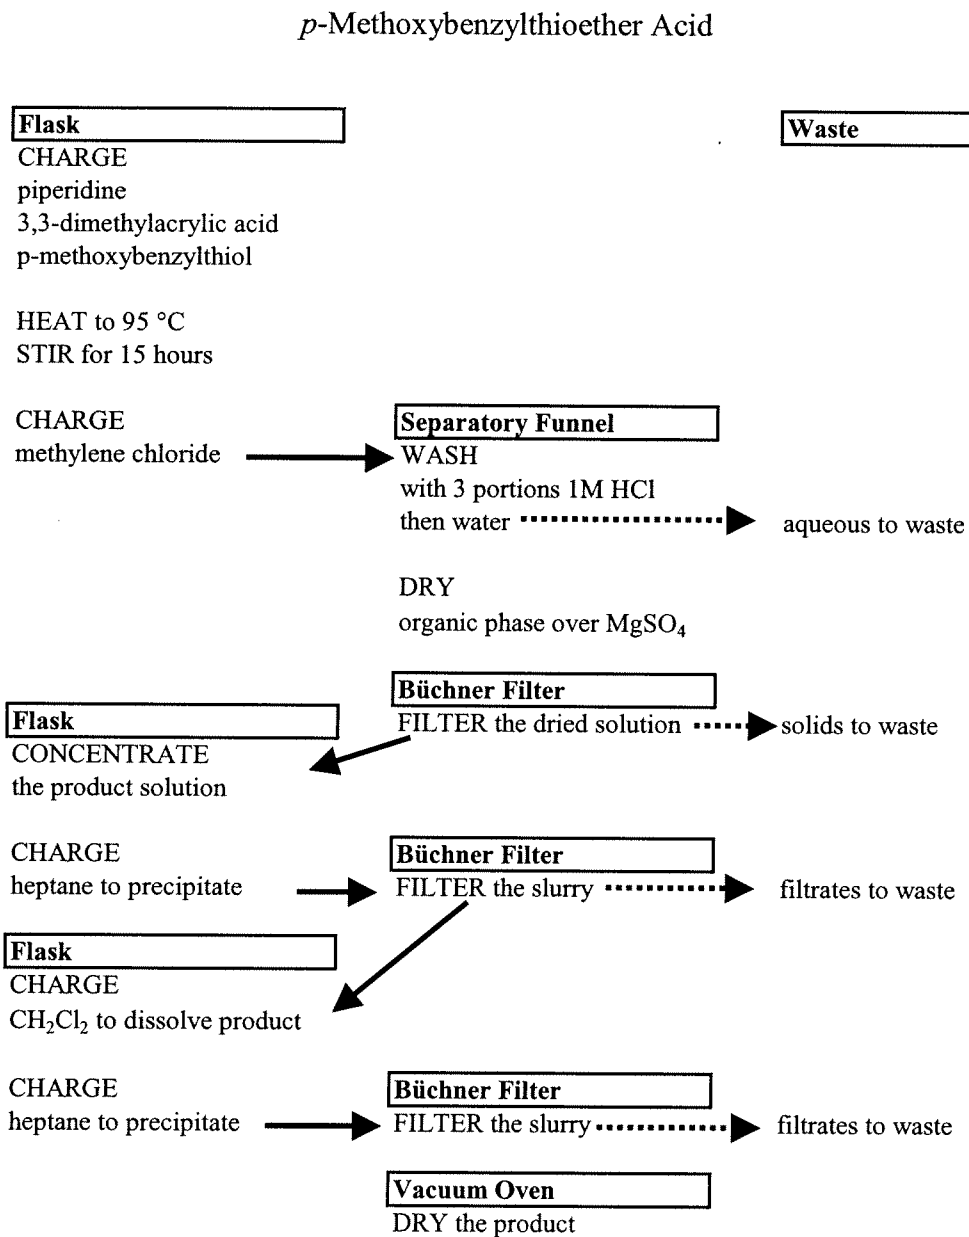 p-Methoxybenzylthioether Acid
Flask
Waste
CHARGE
piperidine
3,3-dimethylacrylic acid
p-methoxybenzylthiol
HEAT to 95 °C
STIR for 15 hours
CHARGE
methylene chloride
Separatory Funnel
WASH
with 3 portions 1M HCl
then water
aqueous to waste
DRY
organic phase over MgSO₄
Büchner Filter
FILTER the dried solution
solids to waste
Flask
CONCENTRATE
the product solution
CHARGE
heptane to precipitate
Büchner Filter
FILTER the slurry
filtrates to waste
Flask
CHARGE
CH₂Cl₂ to dissolve product
CHARGE
heptane to precipitate
Büchner Filter
FILTER the slurry
filtrates to waste
Vacuum Oven
DRY the product